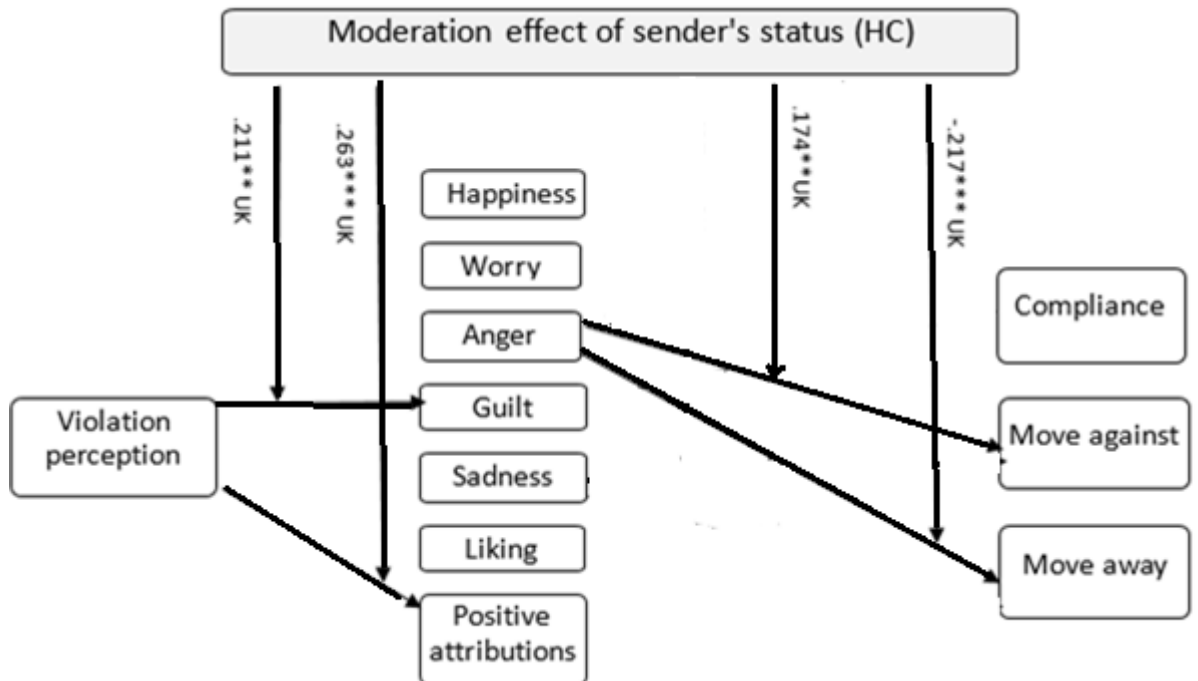 Moderation effect of sender's status (HC)
.211** UK
.263*** UK
.174**UK
-.217*** UK
Happiness
Worry
Anger
Guilt
Sadness
Liking
Positive
attributions
Violation
perception
Compliance
Move against
Move away